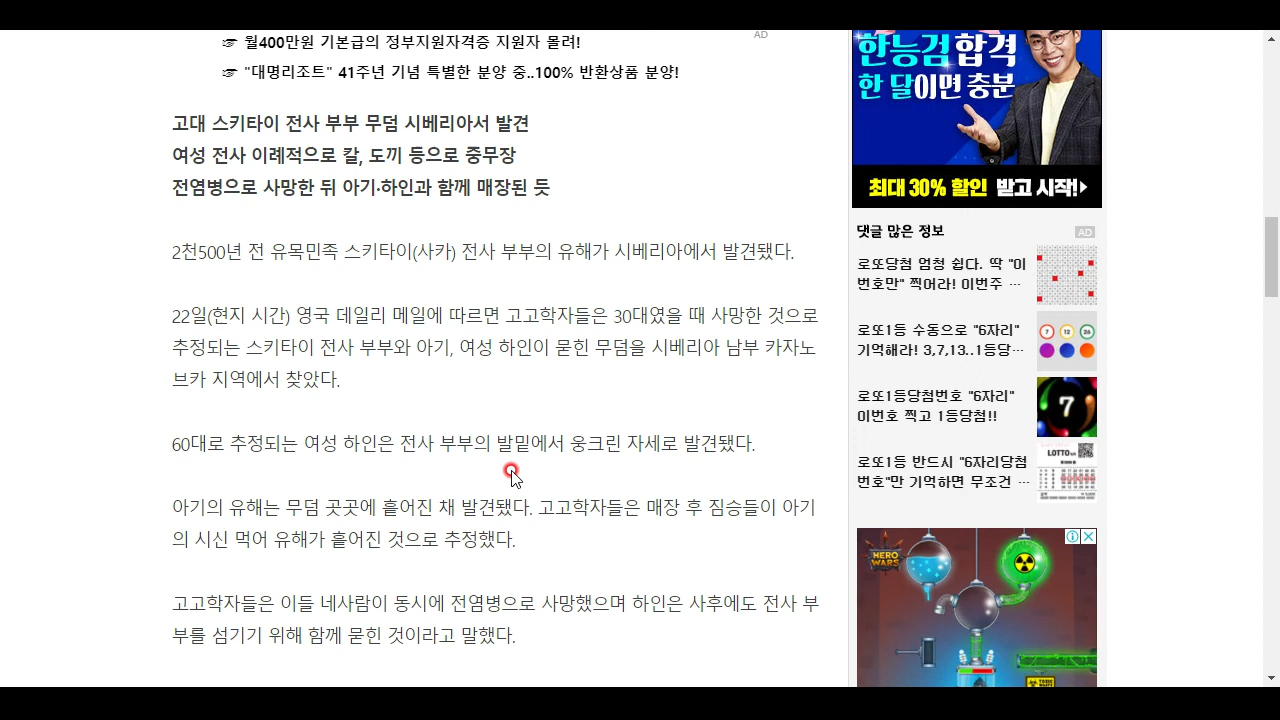 ☞ 월400만원 기본급의 정부지원자격증 지원자 몰려!
☞ "대명리조트" 41주년 기념 특별한 분양 중..100% 반환상품 분양!
AD
고대 스키타이 전사 부부 무덤 시베리아서 발견
여성 전사 이례적으로 칼, 도끼 등으로 중무장
전염병으로 사망한 뒤 아기·하인과 함께 매장된 듯
2천500년 전 유목민족 스키타이(사카) 전사 부부의 유해가 시베리아에서 발견됐다.
22일(현지 시간) 영국 데일리 메일에 따르면 고고학자들은 30대였을 때 사망한 것으로
추정되는 스키타이 전사 부부와 아기, 여성 하인이 묻힌 무덤을 시베리아 남부 카자노
브카 지역에서 찾았다.
60대로 추정되는 여성 하인은 전사 부부의 발밑에서 웅크린 자세로 발견됐다.
아기의 유해는 무덤 곳곳에 흩어진 채 발견됐다. 고고학자들은 매장 후 짐승들이 아기
의 시신 먹어 유해가 흩어진 것으로 추정했다.
고고학자들은 이들 네사람이 동시에 전염병으로 사망했으며 하인은 사후에도 전사 부
부를 섬기기 위해 함께 묻힌 것이라고 말했다.
한능검 합격
한 달이면 충분
최대 30% 할인 받고 시작!
댓글 많은 정보
AD
로또당첨 엄청 쉽다. 딱 "이
번호만" 찍어라! 이번주 …
로또1등 수동으로 "6자리"
기억해라! 3,7,13..1등당…
7 12 26
로또1등당첨번호 "6자리"
이번호 찍고 1등당첨!!
7
로또1등 반드시 "6자리당첨
번호"만 기억하면 무조건 …
LOTTO
HERO
WARS
TOXIC
WASTE